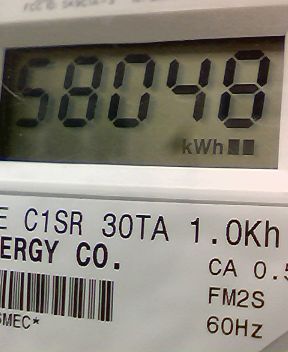 58048
kWh
E C1SR 30TA 1.0Kh
ERGY CO.
CA 0.5
FM2S
60Hz
SMEC*